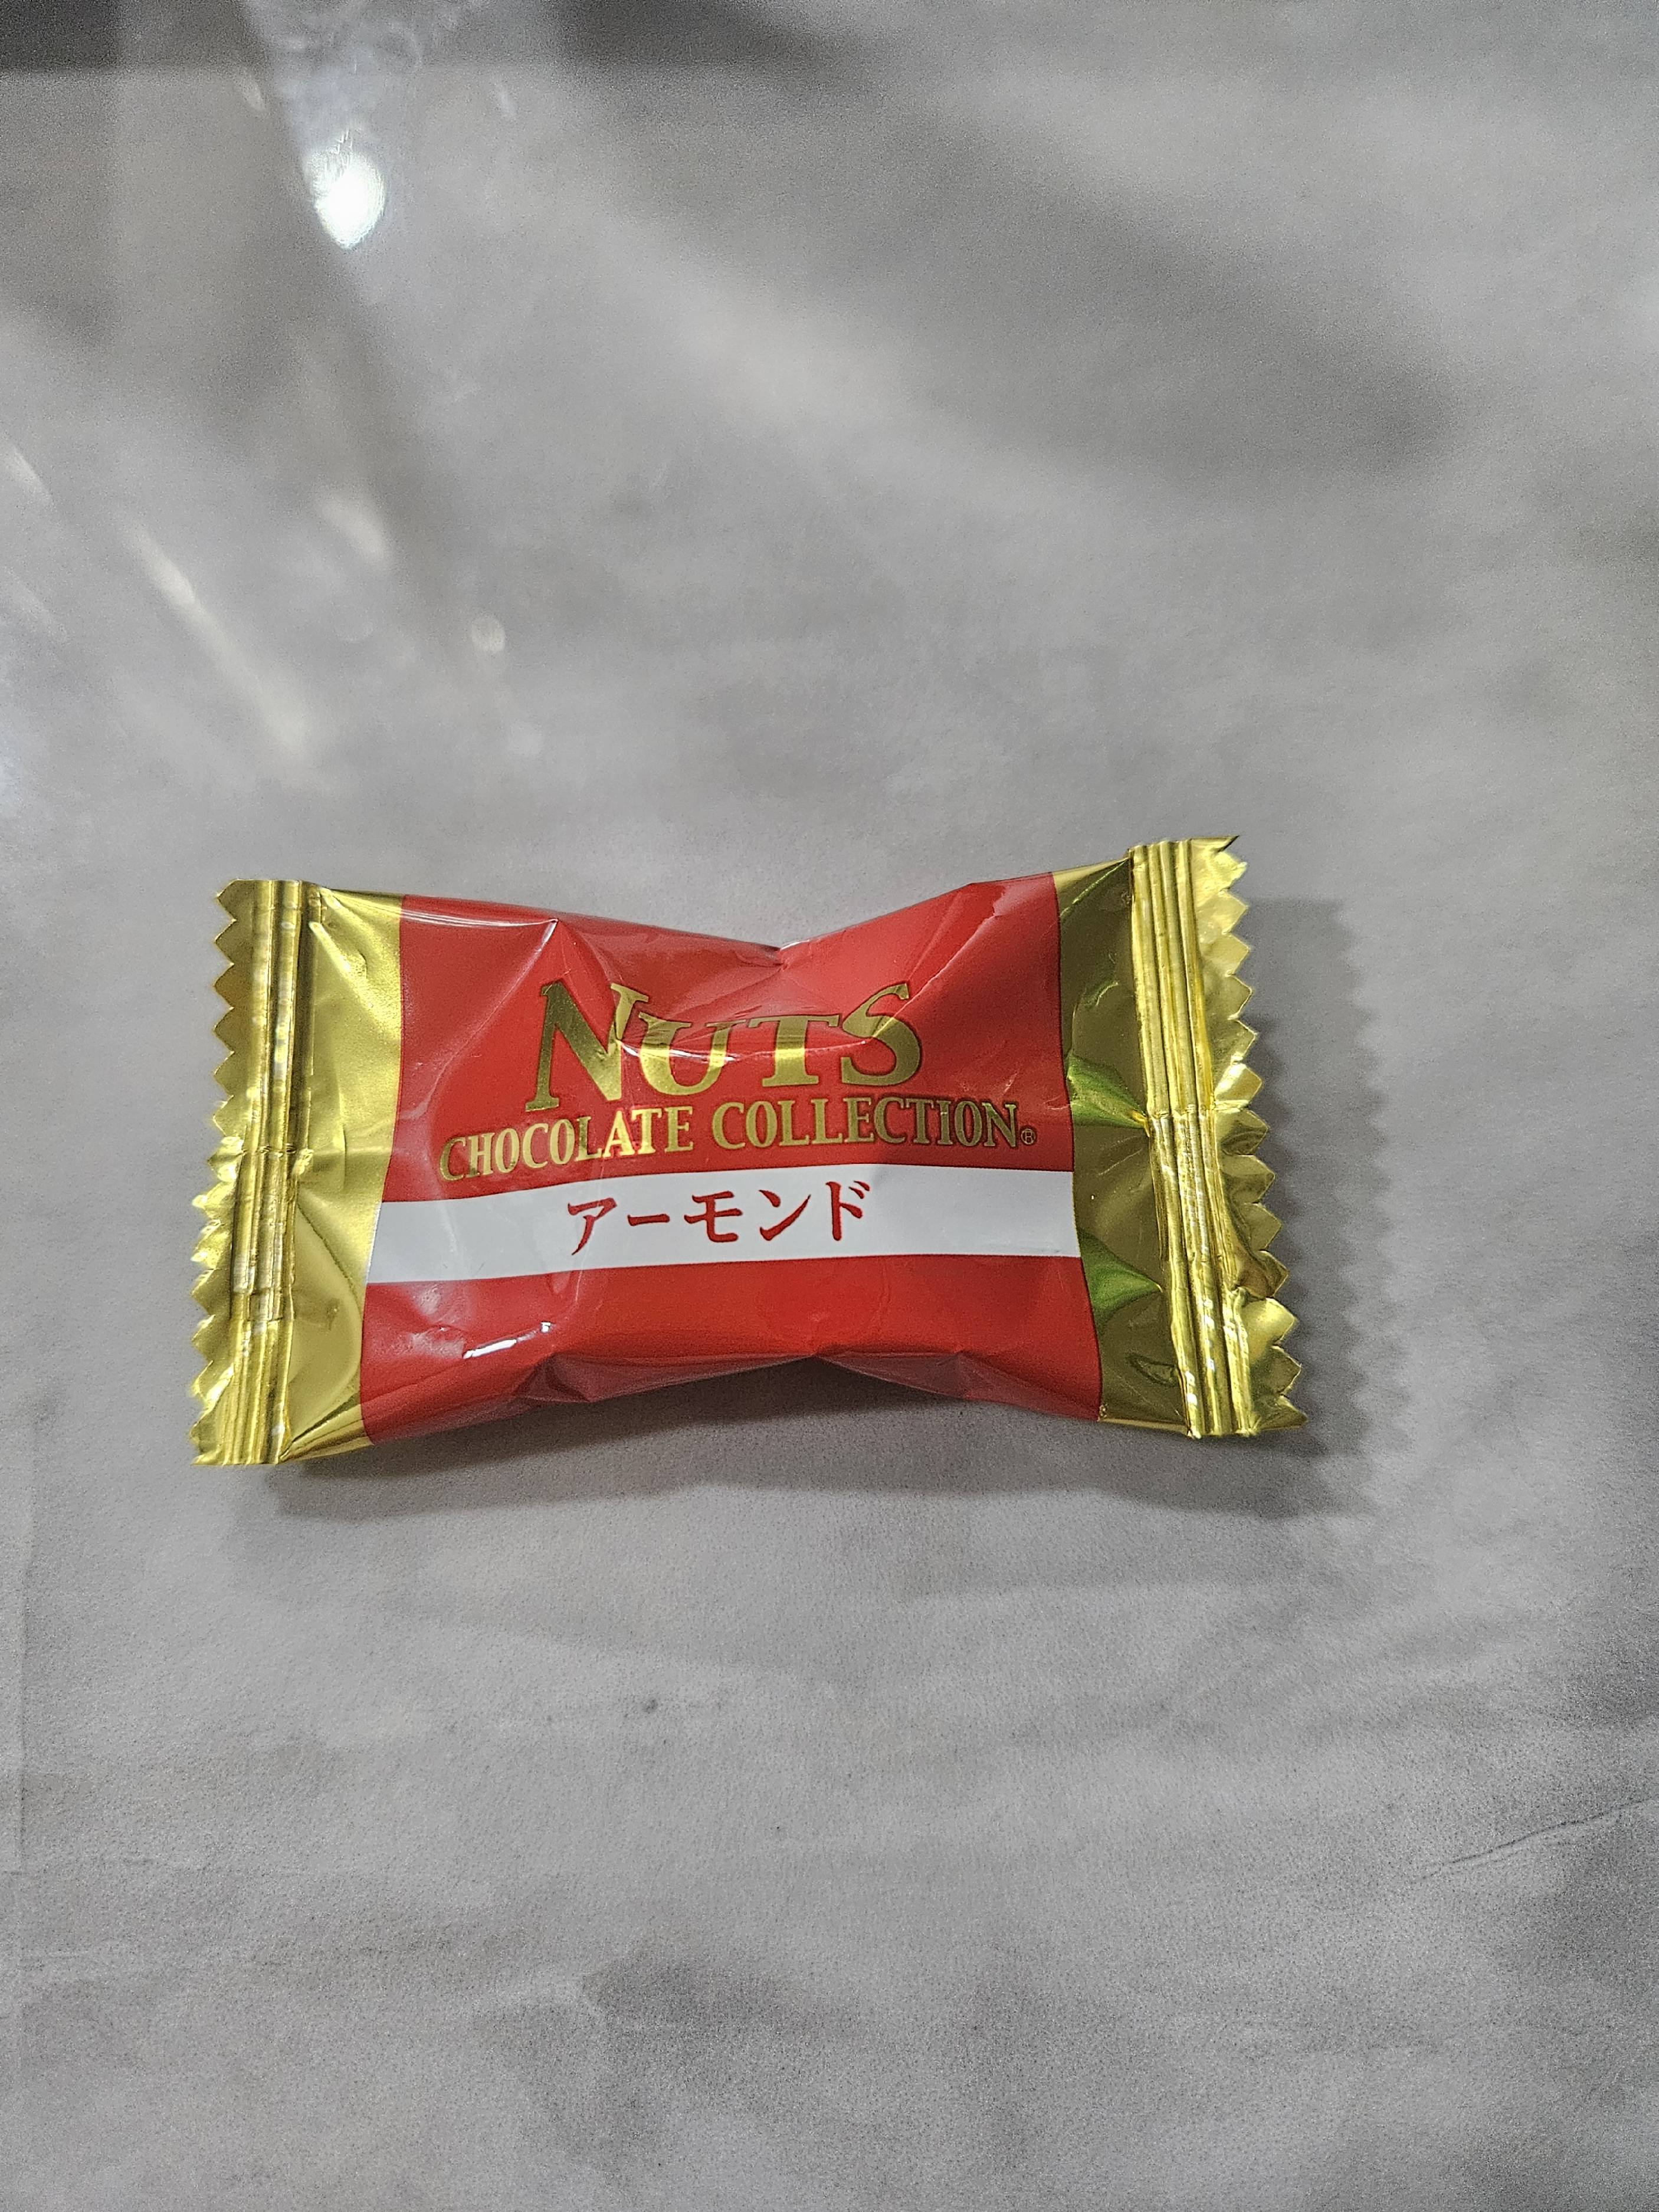 NUTS
CHOCOLATE COLLECTION®
アーモンド